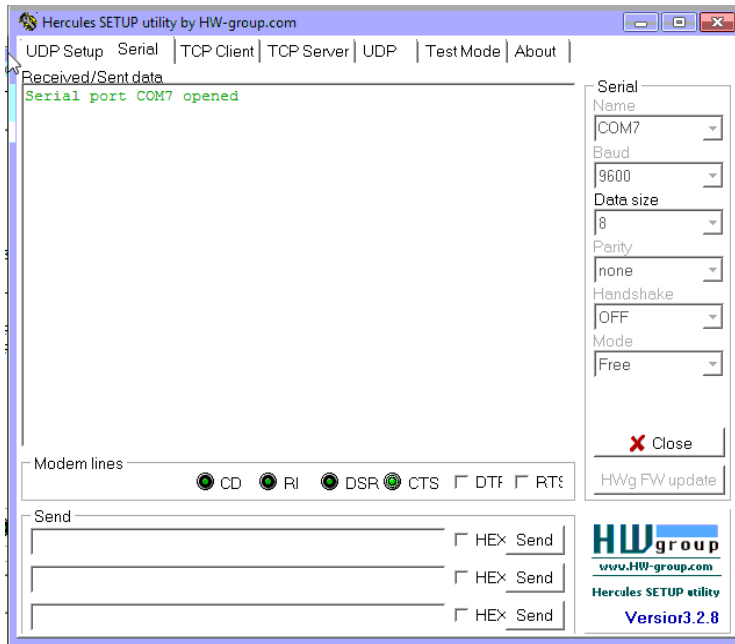 Hercules SETUP utility by HW-group.com
UDP Setup Serial TCP Client TCP Server UDP Test Mode About
Received/Sent data
Serial port COM7 opened
Serial
Name
COM7
Baud
9600
Data size
8
Parity
none
Handshake
OFF
Mode
Free
Close
HWg FW update
Modem lines
CD RI DSR CTS DTF RTS
Send
HEX Send
HEX Send
HEX Send
HW group
www.HW-group.com
Hercules SETUP utility
Versior3.2.8